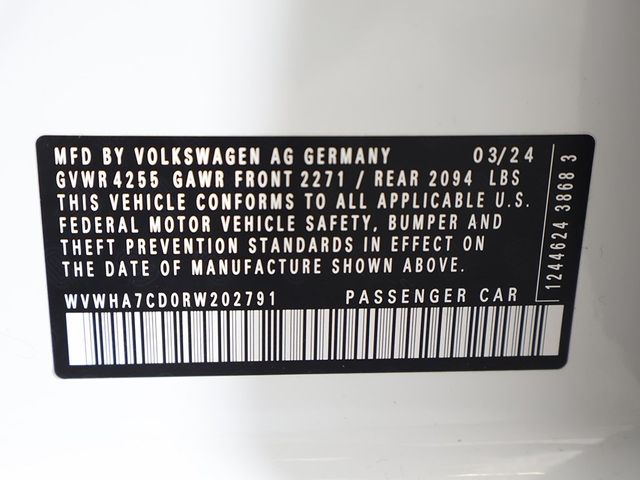 MFD BY VOLKSWAGEN AG GERMANY 03/24
GVWR 4255 GAWR FRONT 2271 / REAR 2094 LBS
THIS VEHICLE CONFORMS TO ALL APPLICABLE U.S.
FEDERAL MOTOR VEHICLE SAFETY, BUMPER AND
THEFT PREVENTION STANDARDS IN EFFECT ON
THE DATE OF MANUFACTURE SHOWN ABOVE.
WVWHA7CD0RW202791 PASSENGER CAR
1244624 3868 3